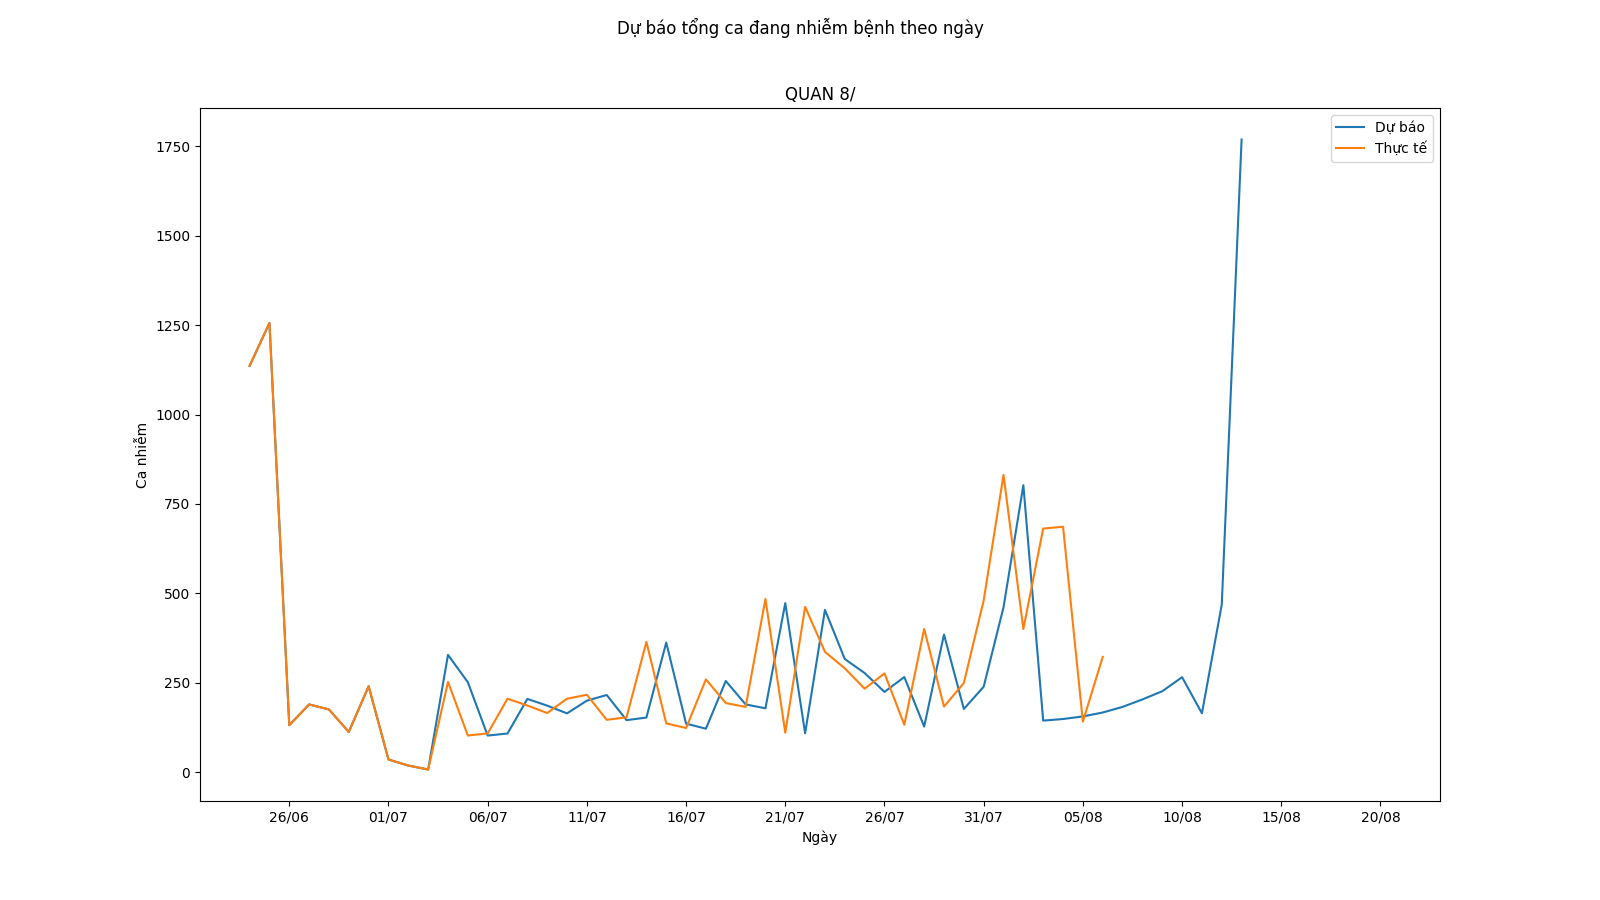 Dự báo tổng ca đang nhiễm bệnh theo ngày
QUAN 8/
Dự báo
Thực tế
1750
1500
1250
1000
750
500
250
0
Ca nhiễm
26/06 01/07 06/07 11/07 16/07 21/07 26/07 31/07 05/08 10/08 15/08 20/08
Ngày